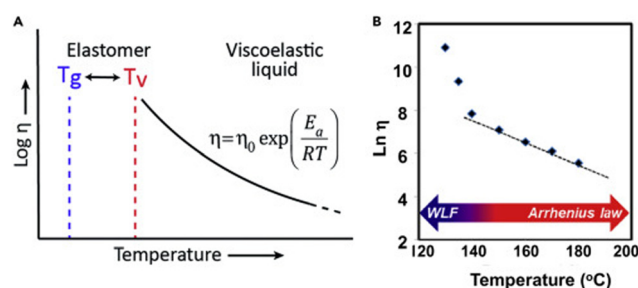 A
Elastomer
Viscoelastic
liquid
Tg
Tv
η=η0 exp(Ea/RT)
Log η
Temperature
B
12
10
8
6
4
2
Ln η
WLF
Arrhenius law
120
140
160
180
200
Temperature (oC)